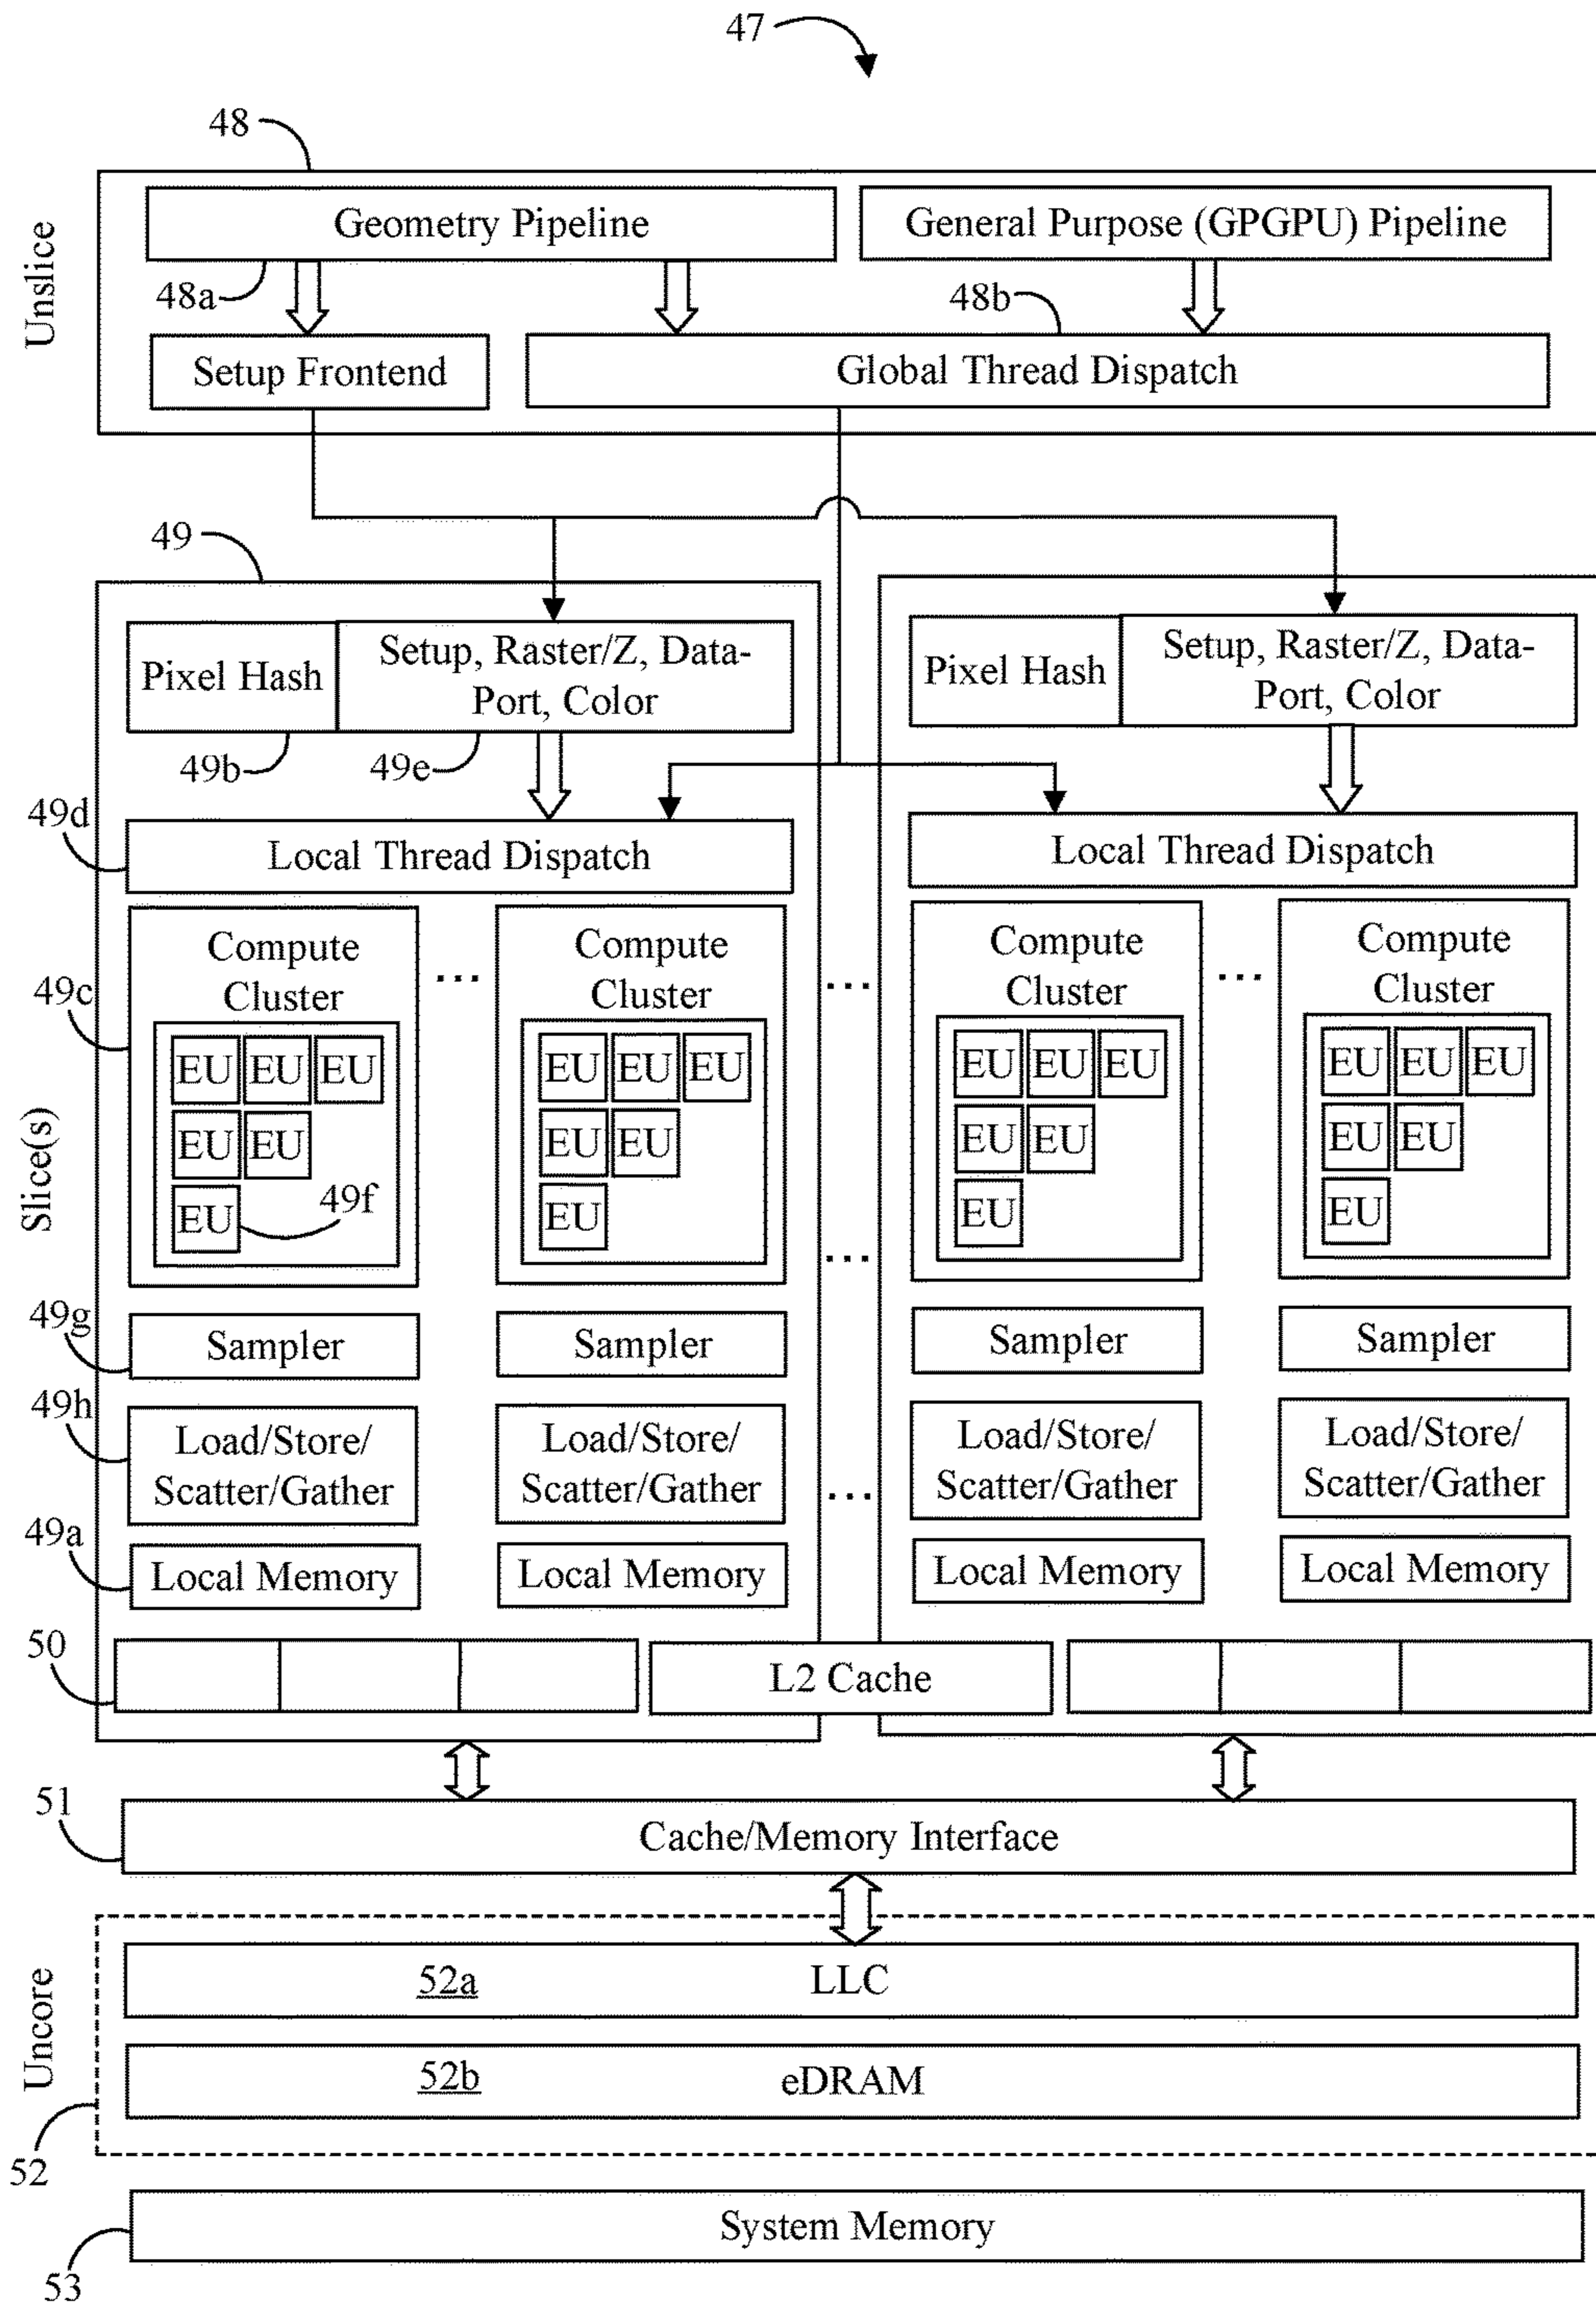 47
48
Unslice
Geometry Pipeline
General Purpose (GPGPU) Pipeline
48a
48b
Setup Frontend
Global Thread Dispatch
49
Pixel Hash
Setup, Raster/Z, Data-
Port, Color
Pixel Hash
Setup, Raster/Z, Data-
Port, Color
49b
49e
49d
Local Thread Dispatch
Local Thread Dispatch
Slice(s)
49c
Compute
Cluster
...
Compute
Cluster
...
Compute
Cluster
...
Compute
Cluster
EU EU EU
EU EU
EU
49f
EU EU EU
EU EU
EU
...
EU EU EU
EU EU
EU
EU EU EU
EU EU
EU
49g
Sampler
Sampler
Sampler
Sampler
49h
Load/Store/
Scatter/Gather
Load/Store/
Scatter/Gather
...
Load/Store/
Scatter/Gather
Load/Store/
Scatter/Gather
49a
Local Memory
Local Memory
Local Memory
Local Memory
50
L2 Cache
51
Cache/Memory Interface
Uncore
52a LLC
52b eDRAM
52
System Memory
53